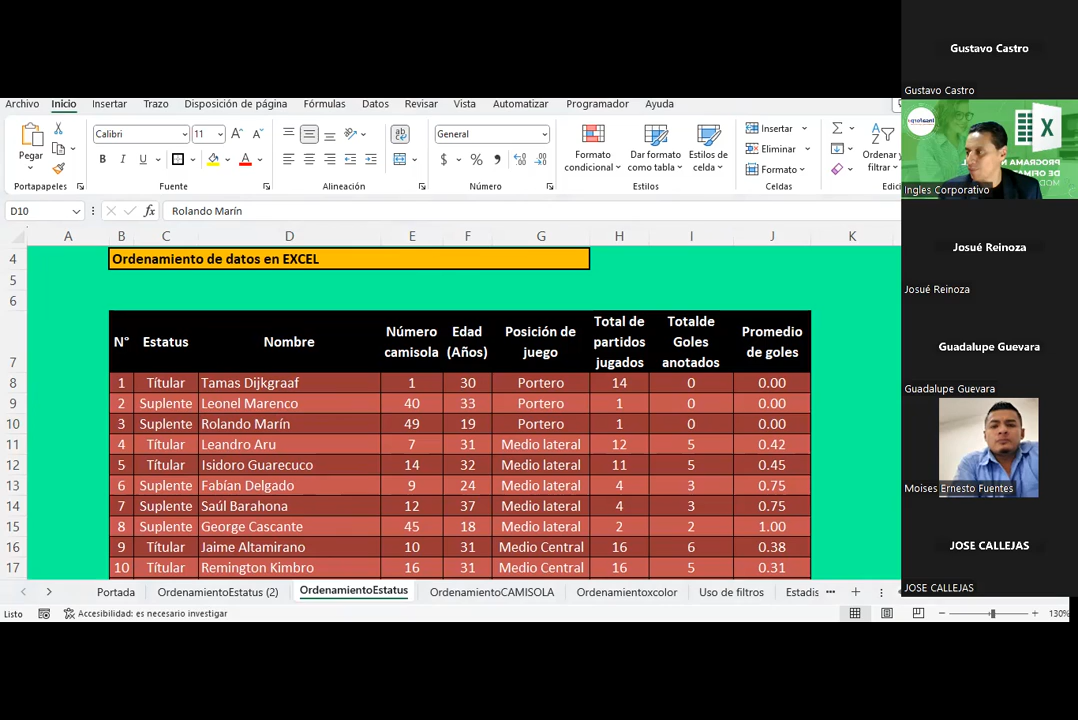 Gustavo Castro
Gustavo Castro
Archivo Inicio Insertar Trazo Disposición de página Fórmulas Datos Revisar Vista Automatizar Programador Ayuda
Pegar
Calibri 11
N K S
General
$ % 
Formato condicional
Dar formato como tabla
Estilos de celda
Insertar
Eliminar
Formato
Ordenar y
filtrar
Portapapeles Fuente Alineación Número Estilos Celdas
PROGRAMA
Ingles Corporativo
D10 fx Rolando Marín
A B C D E F G H I J K
4 Ordenamiento de datos en EXCEL
5
6
7 N° Estatus Nombre Número camisola Edad (Años) Posición de juego Total de partidos jugados Totalde Goles anotados Promedio de goles
8 1 Títular Tamas Dijkgraaf 1 30 Portero 14 0 0.00
9 2 Suplente Leonel Marenco 40 33 Portero 1 0 0.00
10 3 Suplente Rolando Marín 49 19 Portero 1 0 0.00
11 4 Títular Leandro Aru 7 31 Medio lateral 12 5 0.42
12 5 Títular Isidoro Guarecuco 14 32 Medio lateral 11 5 0.45
13 6 Suplente Fabían Delgado 9 24 Medio lateral 4 3 0.75
14 7 Suplente Saúl Barahona 12 37 Medio lateral 4 3 0.75
15 8 Suplente George Cascante 45 18 Medio lateral 2 2 1.00
16 9 Títular Jaime Altamirano 10 31 Medio Central 16 6 0.38
17 10 Títular Remington Kimbro 16 31 Medio Central 16 5 0.31
Portada OrdenamientoEstatus (2) OrdenamientoEstatus OrdenamientoCAMISOLA Ordenamientoxcolor Uso de filtros Estadis ...
Listo Accesibilidad: es necesario investigar 130%
Josué Reinoza
Josué Reinoza
Guadalupe Guevara
Guadalupe Guevara
Moises Ernesto Fuentes
JOSE CALLEJAS
JOSE CALLEJAS